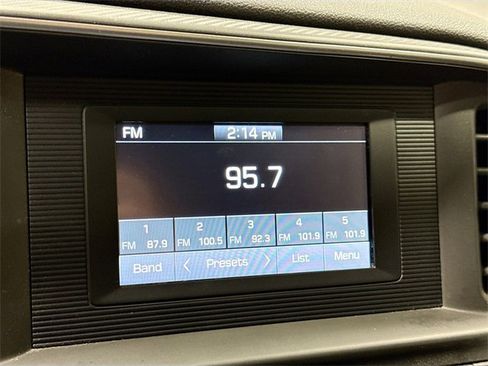 FM 2:14 PM
95.7
1 2 3 4 5
FM 87.9 FM 100.5 FM 92.3 FM 101.9 FM 101.9
Band < Presets > List Menu